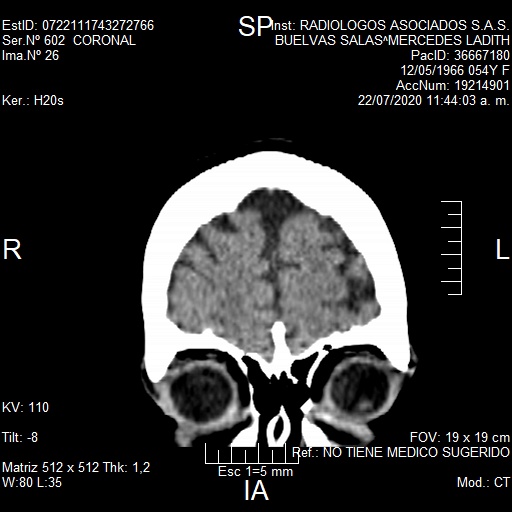 EstID: 0722111743272766
Ser.Nº 602 CORONAL
Ima.Nº 26
Ker.: H20s
SP
Inst: RADIOLOGOS ASOCIADOS S.A.S.
BUELVAS SALAS^MERCEDES LADITH
PacID: 36667180
12/05/1966 054Y F
AccNum: 19214901
22/07/2020 11:44:03 a. m.
R
L
KV: 110
Tilt: -8
Matriz 512 x 512 Thk: 1,2
W:80 L:35
Esc 1=5 mm
IA
FOV: 19 x 19 cm
Ref.: NO TIENE MEDICO SUGERIDO
Mod.: CT